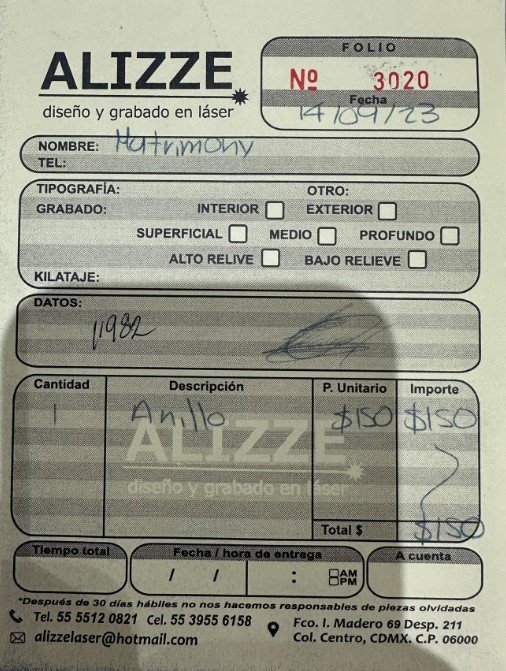 ALIZZE
diseño y grabado en láser
FOLIO
Nº 3020
Fecha
14/09/23
NOMBRE: Matrimony
TEL:
TIPOGRAFÍA: OTRO:
GRABADO: INTERIOR EXTERIOR
SUPERFICIAL MEDIO PROFUNDO
ALTO RELIVE BAJO RELIEVE
KILATAJE:
DATOS:
11982
Cantidad Descripción P. Unitario Importe
1 Anillo $150 $150
ALIZZE
diseño y grabado en láser
Total $ $150
Tiempo total Fecha / hora de entrega A cuenta
/ / : AM
PM
*Después de 30 días hábiles no nos hacemos responsables de piezas olvidadas
Tel. 55 5512 0821 Cel. 55 3955 6158
alizzelaser@hotmail.com
Fco. I. Madero 69 Desp. 211
Col. Centro, CDMX. C.P. 06000